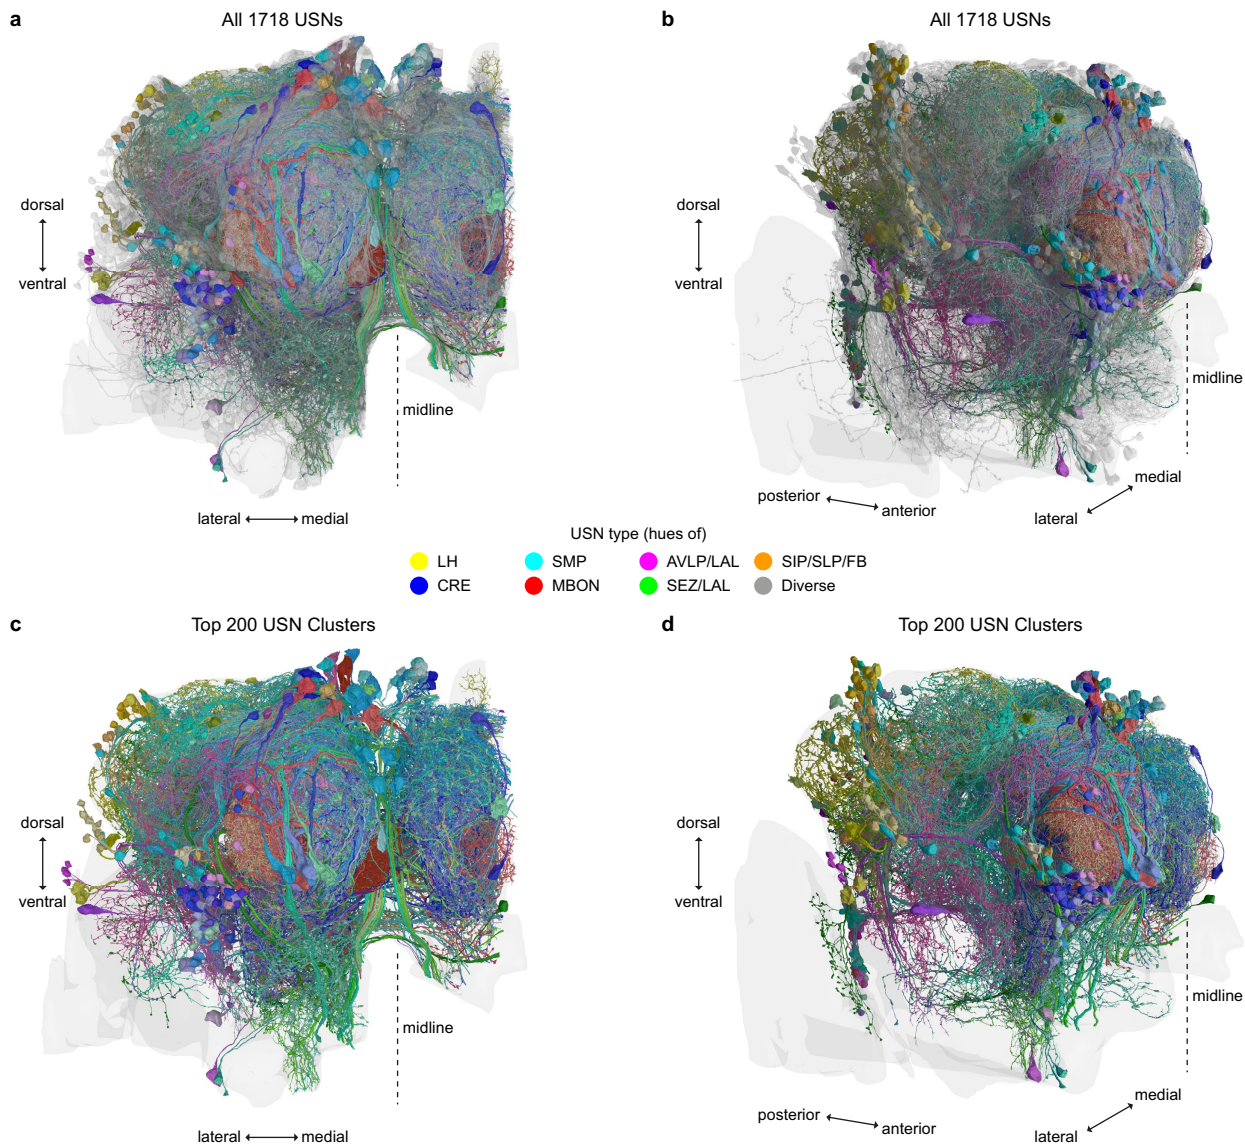 a
All 1718 USNs
dorsal
ventral
midline
lateral
medial
b
All 1718 USNs
dorsal
ventral
midline
posterior
anterior
medial
lateral
USN type (hues of)
LH
SMP
AVLP/LAL
SIP/SLP/FB
CRE
MBON
SEZ/LAL
Diverse
c
Top 200 USN Clusters
dorsal
ventral
midline
lateral
medial
d
Top 200 USN Clusters
dorsal
ventral
midline
posterior
anterior
medial
lateral